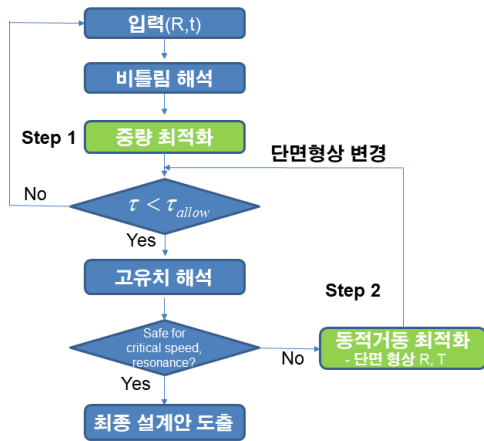 입력(R,t)
비틀림 해석
Step 1
중량 최적화
단면형상 변경
No
τ < τ_allow
Yes
고유치 해석
Step 2
Safe for
critical speed,
resonance?
No
동적거동 최적화
- 단면 형상 R, T
Yes
최종 설계안 도출